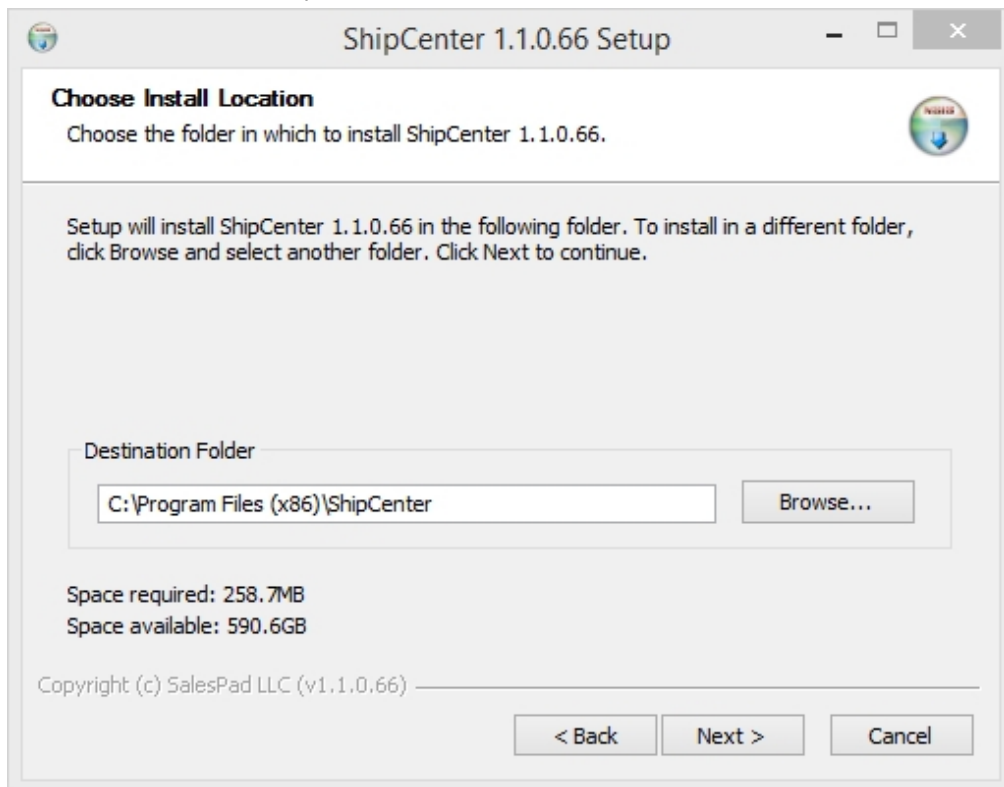 ShipCenter 1.1.0.66 Setup
Choose Install Location
Choose the folder in which to install ShipCenter 1.1.0.66.
Setup will install ShipCenter 1.1.0.66 in the following folder. To install in a different folder,
click Browse and select another folder. Click Next to continue.
Destination Folder
C:\Program Files (x86)\ShipCenter
Browse...
Space required: 258.7MB
Space available: 590.6GB
Copyright (c) SalesPad LLC (v1.1.0.66)
< Back
Next >
Cancel